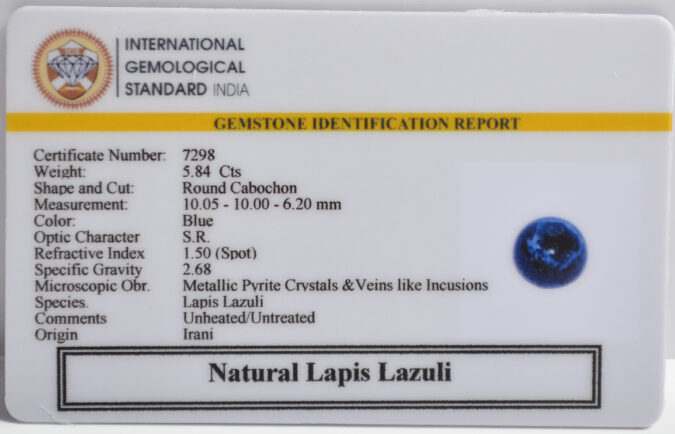 IGS
INTERNATIONAL
GEMOLOGICAL
STANDARD INDIA
GEMSTONE IDENTIFICATION REPORT
Certificate Number: 7298
Weight: 5.84 Cts
Shape and Cut: Round Cabochon
Measurement: 10.05 - 10.00 - 6.20 mm
Color: Blue
Optic Character S.R.
Refractive Index 1.50 (Spot)
Specific Gravity 2.68
Microscopic Obr. Metallic Pyrite Crystals &Veins like Incusions
Species. Lapis Lazuli
Comments Unheated/Untreated
Origin Irani
Natural Lapis Lazuli